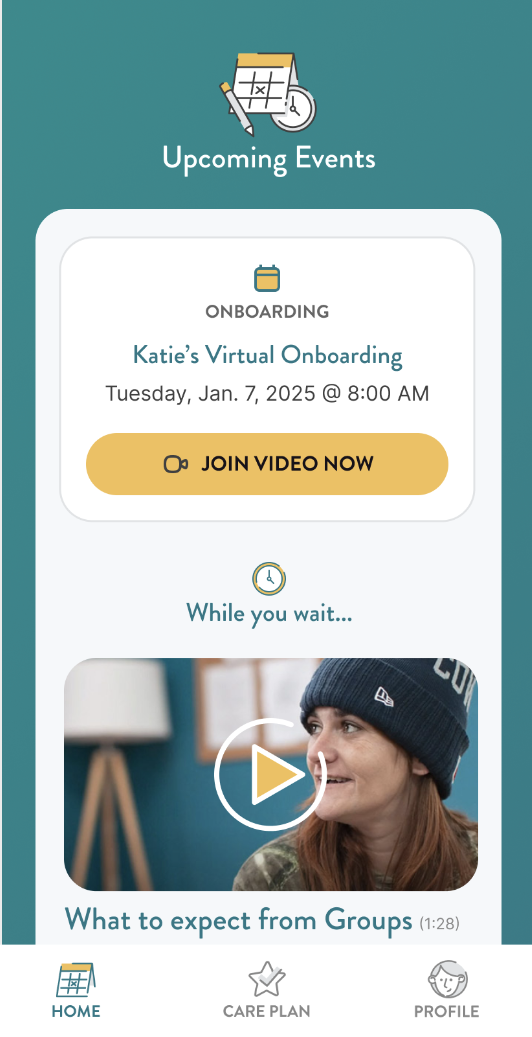 Upcoming Events
ONBOARDING
Katie’s Virtual Onboarding
Tuesday, Jan. 7, 2025 @ 8:00 AM
JOIN VIDEO NOW
While you wait...
What to expect from Groups (1:28)
HOME
CARE PLAN
PROFILE